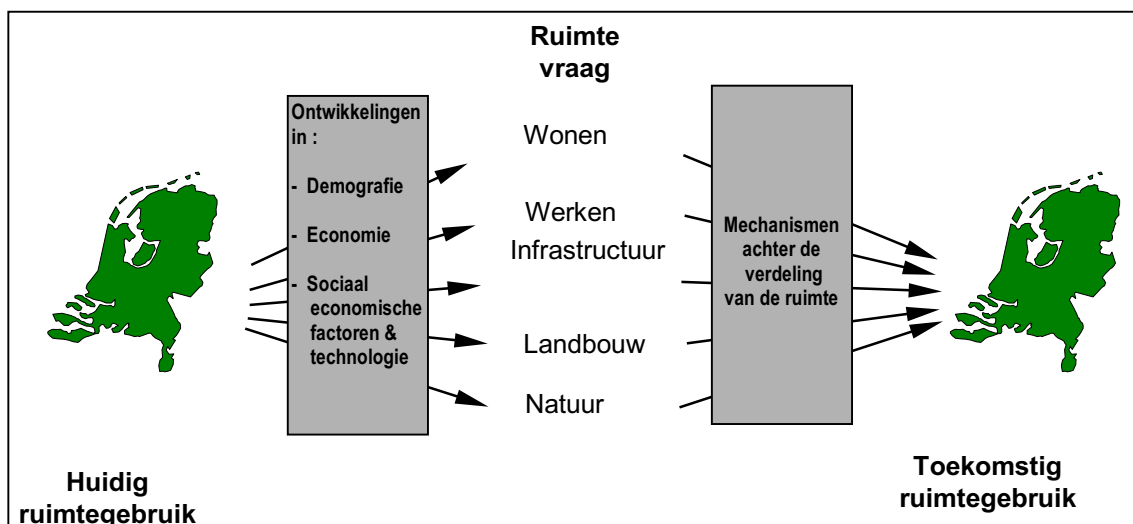 Ruimte
vraag
Ontwikkelingen
in :
- Demografie
- Economie
- Sociaal
economische
factoren &
technologie
Wonen
Werken
Infrastructuur
Landbouw
Natuur
Mechanismen
achter de
verdeling
van de ruimte
Huidig
ruimtegebruik
Toekomstig
ruimtegebruik